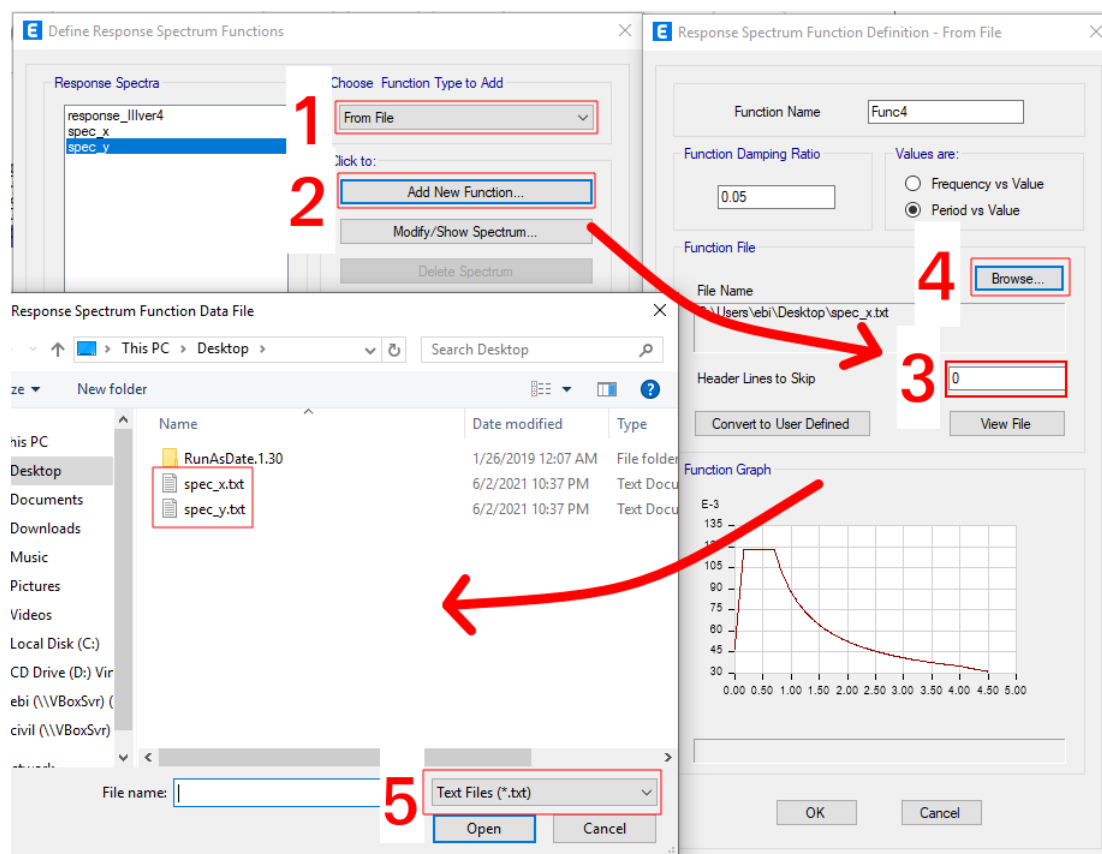 Define Response Spectrum Functions
Response Spectra
response_IIIver4
spec_x
spec_y
Choose Function Type to Add
1
From File
Click to:
2
Add New Function...
Modify/Show Spectrum...
Delete Spectrum
Response Spectrum Function Definition - From File
Function Name
Func4
Function Damping Ratio
0.05
Values are:
Frequency vs Value
Period vs Value
Function File
4
Browse...
File Name
\Users\ebi\Desktop\spec_x.txt
3
Header Lines to Skip
0
Convert to User Defined
View File
Function Graph
E-3
135
105
90
75
60
45
30
0.00 0.50 1.00 1.50 2.00 2.50 3.00 3.50 4.00 4.50 5.00
OK
Cancel
Response Spectrum Function Data File
This PC > Desktop >
Search Desktop
ze
New folder
Name
Date modified
Type
RunAsDate.1.30
1/26/2019 12:07 AM
File folder
spec_x.txt
6/2/2021 10:37 PM
Text Docu
spec_y.txt
6/2/2021 10:37 PM
Text Docu
his PC
Desktop
Documents
Downloads
Music
Pictures
Videos
Local Disk (C:)
CD Drive (D:) Vir
ebi (\\VBoxSvr) (
civil (\\VBoxSvr)
File name:
5
Text Files (*.txt)
Open
Cancel